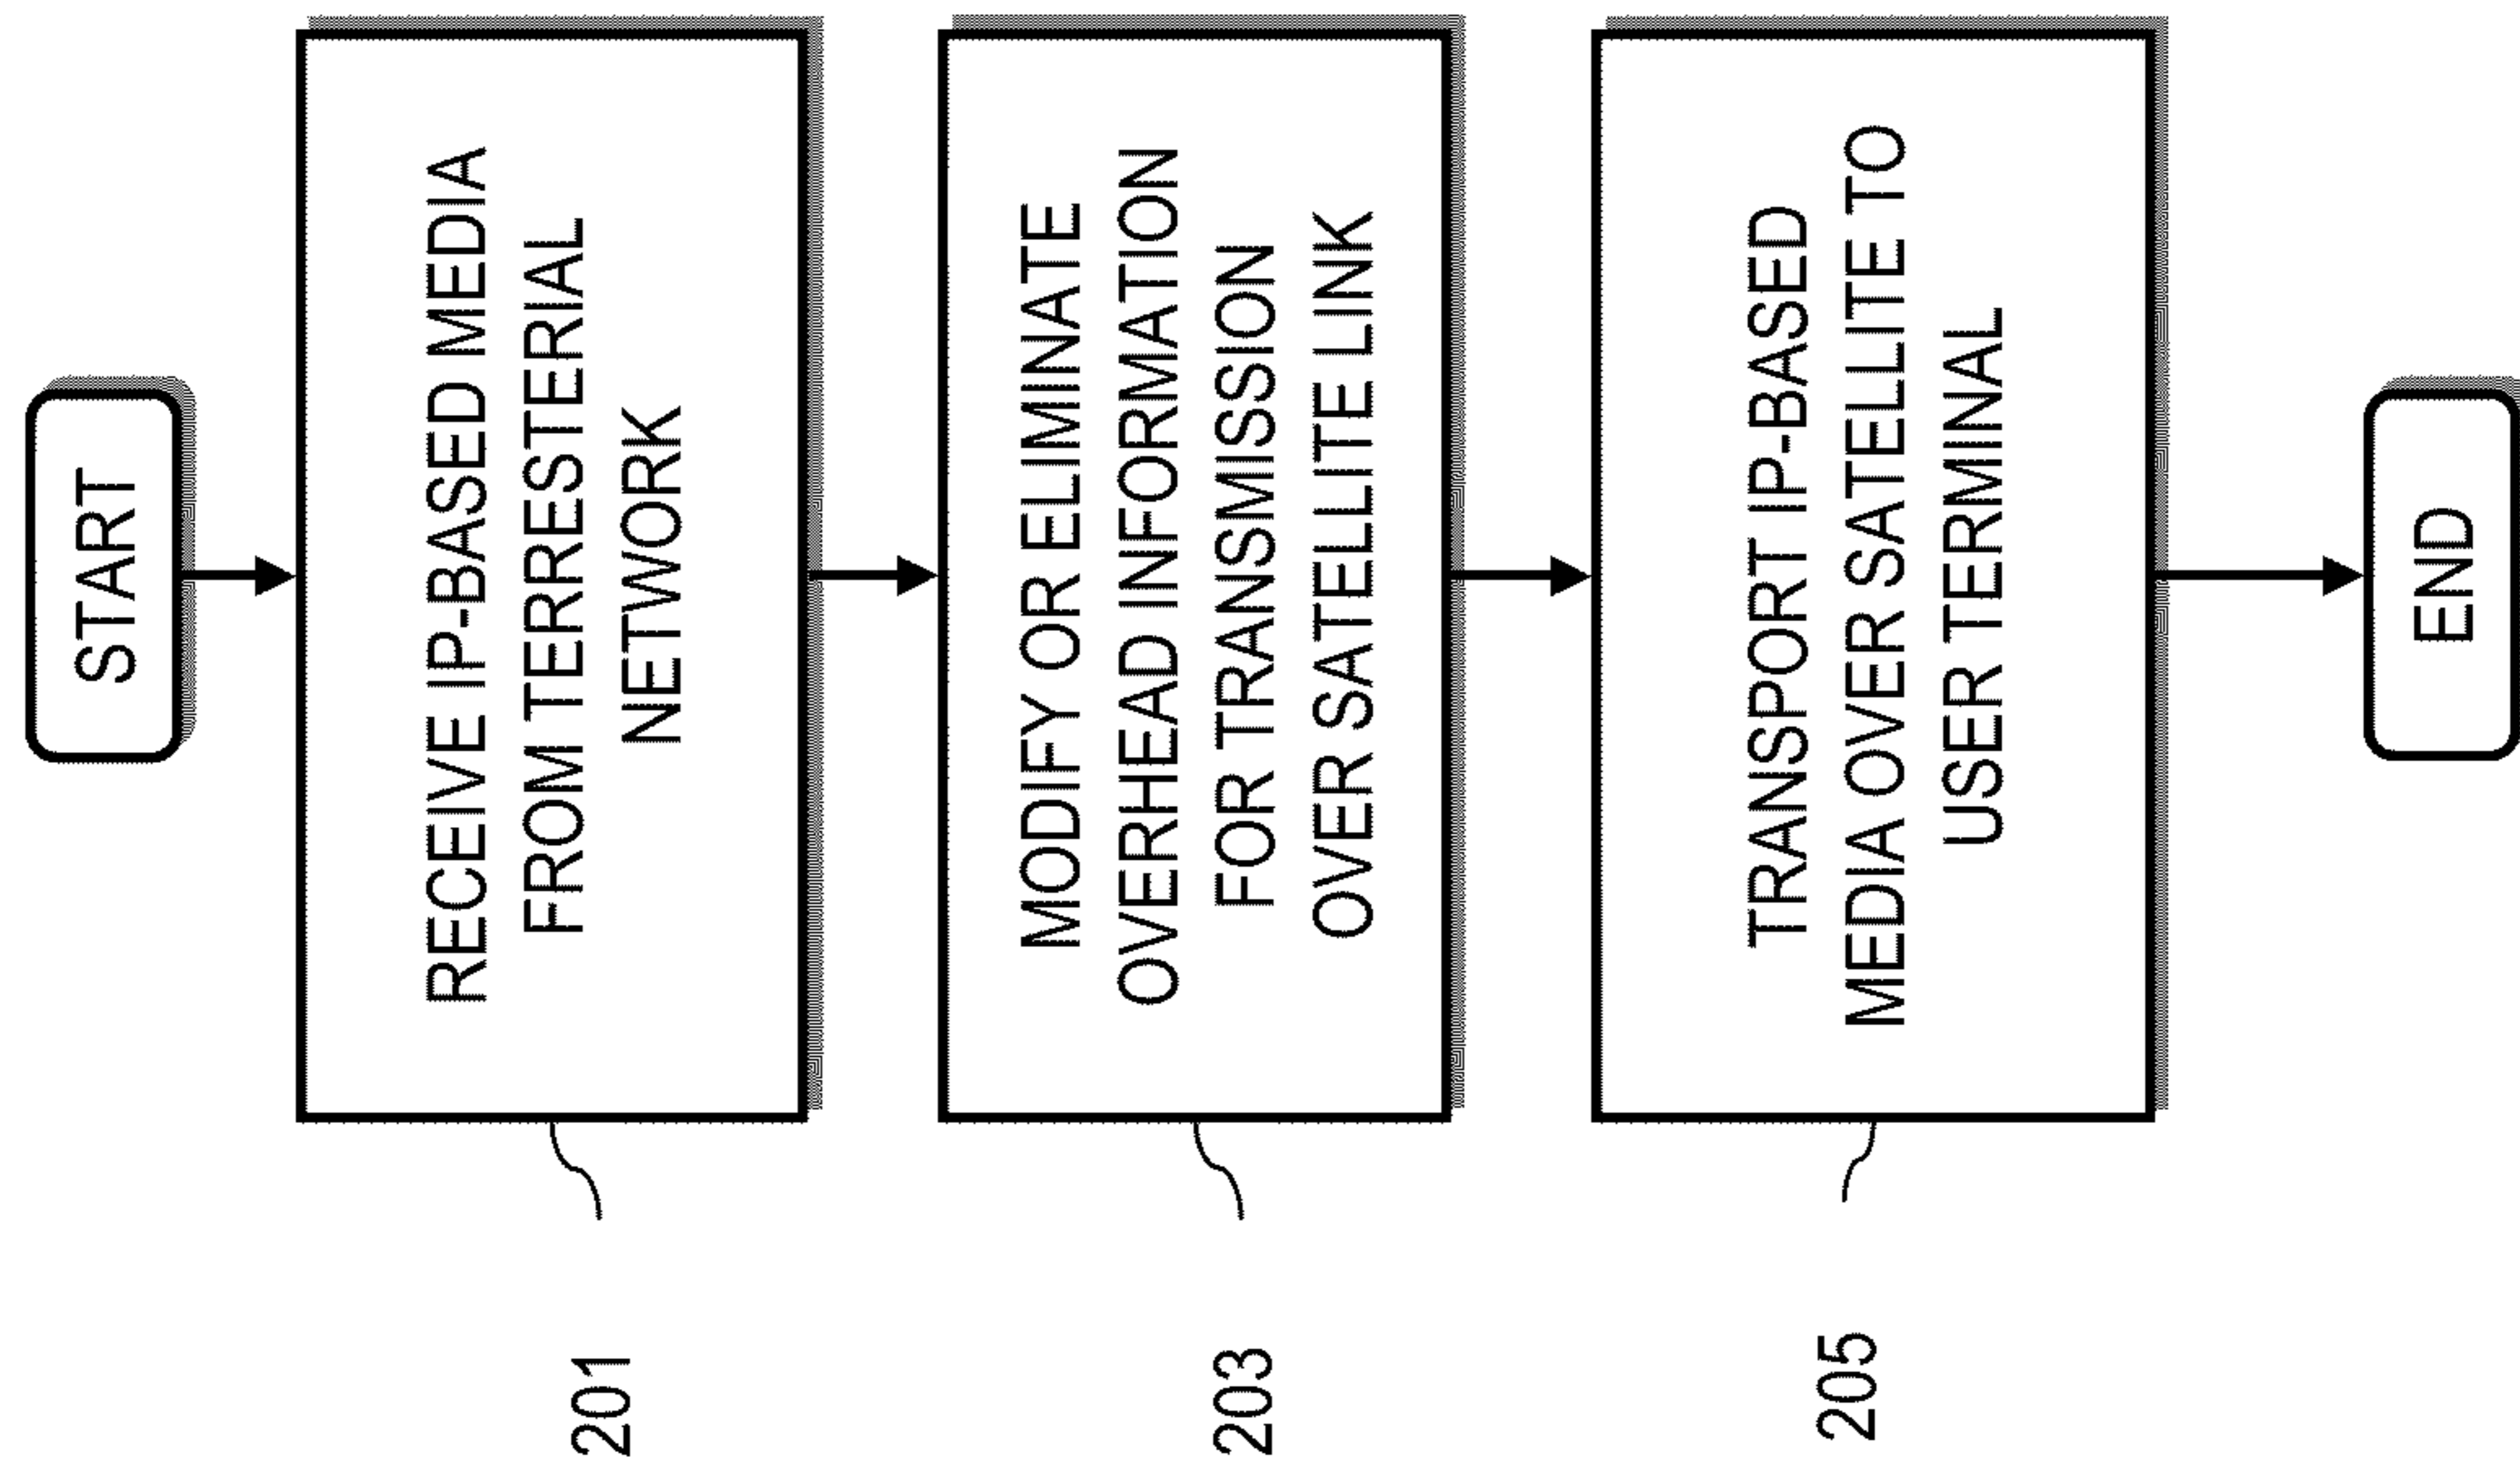 START
201
RECEIVE IP-BASED MEDIA
FROM TERRESTERIAL
NETWORK
203
MODIFY OR ELIMINATE
OVERHEAD INFORMATION
FOR TRANSMISSION
OVER SATELLITE LINK
205
TRANSPORT IP-BASED
MEDIA OVER SATELLITE TO
USER TERMINAL
END